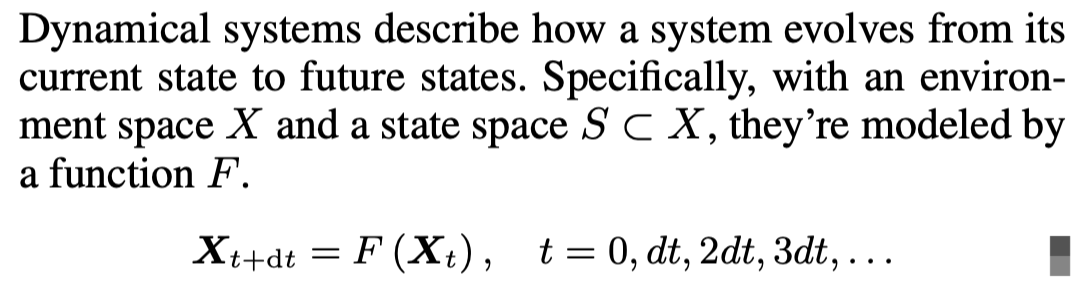 Dynamical systems describe how a system evolves from its
current state to future states. Specifically, with an environ-
ment space X and a state space S ⊂ X, they're modeled by
a function F.
X_{t+dt} = F (X_t), t = 0, dt, 2dt, 3dt, . . .